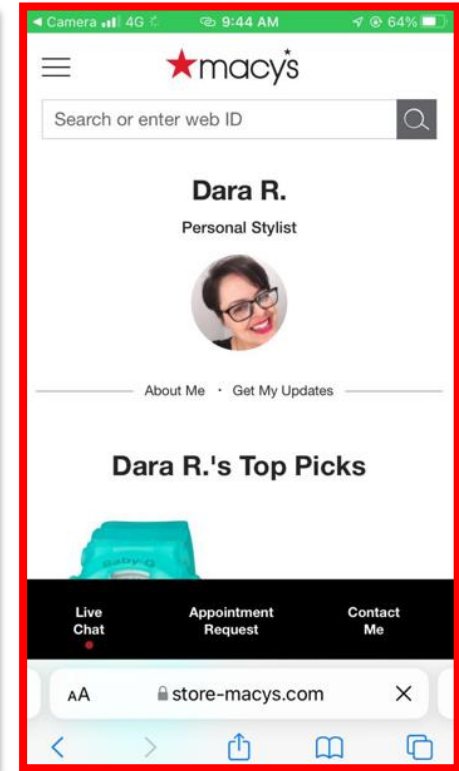 ◀ Camera 4G 9:44 AM 64%
★macy's
Search or enter web ID
Dara R.
Personal Stylist
About Me · Get My Updates
Dara R.'s Top Picks
Baby-G
Live Chat
Appointment Request
Contact Me
AA store-macys.com